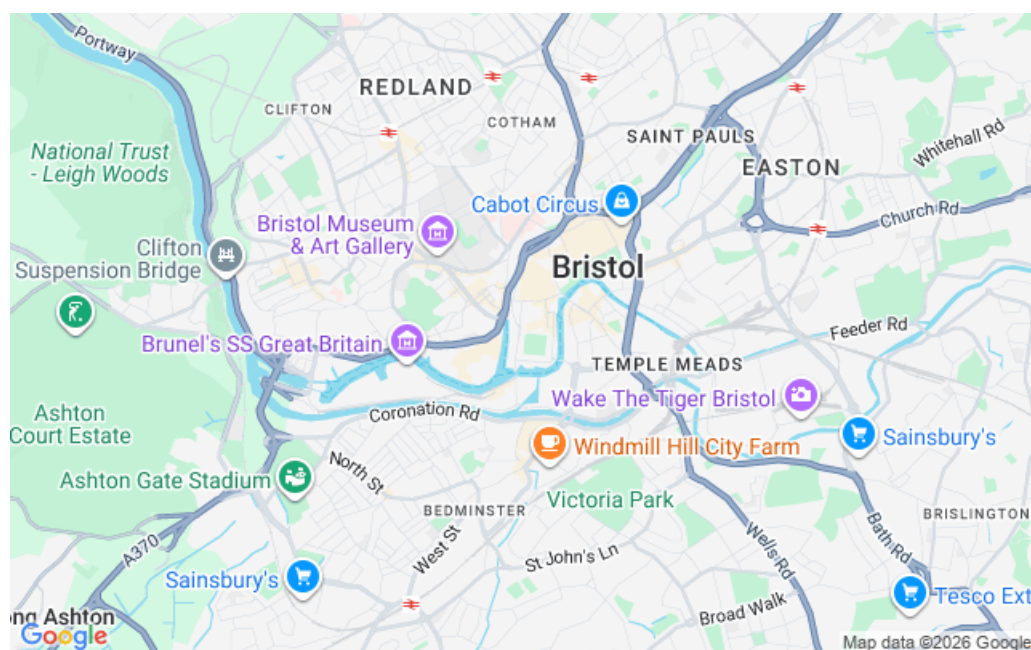 Portway
REDLAND
CLIFTON
COTHAM
SAINT PAULS
Whitehall Rd
National Trust
- Leigh Woods
EASTON
Cabot Circus
Church Rd
Bristol Museum
& Art Gallery
Clifton
Suspension Bridge
Bristol
Feeder Rd
Brunel's SS Great Britain
TEMPLE MEADS
Wake The Tiger Bristol
Ashton
Court Estate
Coronation Rd
Sainsbury's
Windmill Hill City Farm
North St
Ashton Gate Stadium
Victoria Park
BEDMINSTER
BRISLINGTON
West St
St John's Ln
Wells Rd
Bath Rd
A370
Sainsbury's
Tesco Ext
Broad Walk
ng Ashton
Google
Map data ©2026 Google